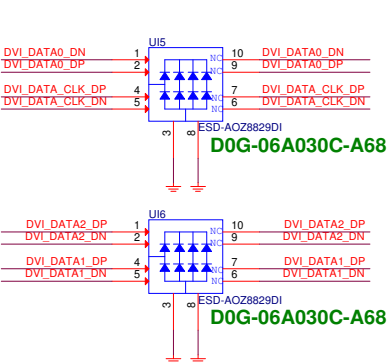 UI5
DVI_DATA0_DN 1 10 DVI_DATA0_DN
DVI_DATA0_DP 2 NC 9 DVI_DATA0_DP
NC
DVI_DATA_CLK_DP 4 7 DVI_DATA_CLK_DP
DVI_DATA_CLK_DN 5 NC 6 DVI_DATA_CLK_DN
NC
3 8 ESD-AOZ8829DI
D0G-06A030C-A68
UI6
DVI_DATA2_DP 1 10 DVI_DATA2_DP
DVI_DATA2_DN 2 NC 9 DVI_DATA2_DN
NC
DVI_DATA1_DP 4 7 DVI_DATA1_DP
DVI_DATA1_DN 5 NC 6 DVI_DATA1_DN
NC
3 8 ESD-AOZ8829DI
D0G-06A030C-A68